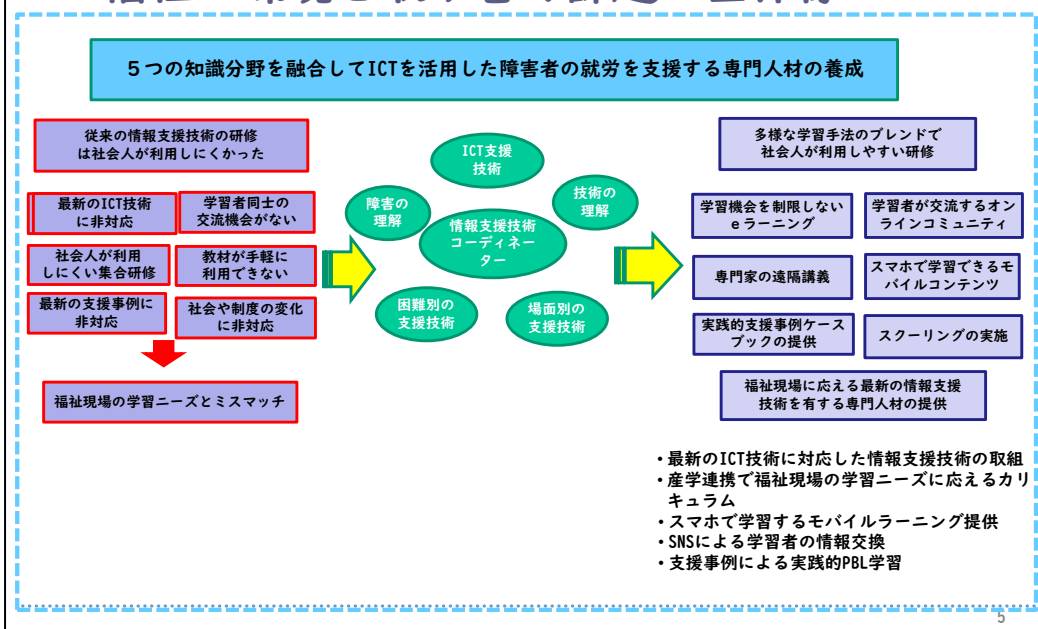 5つの知識分野を融合してICTを活用した障害者の就労を支援する専門人材の養成
従来の情報支援技術の研修
は社会人が利用しにくかった
最新のICT技術
に非対応
学習者同士の
交流機会がない
社会人が利用
しにくい集合研修
教材が手軽に
利用できない
最新の支援事例に
非対応
社会や制度の変化
に非対応
福祉現場の学習ニーズとミスマッチ
ICT支援
技術
障害の
理解
技術の
理解
情報支援技術
コーディネー
ター
困難別の
支援技術
場面別の
支援技術
多様な学習手法のブレンドで
社会人が利用しやすい研修
学習機会を制限しない
eラーニング
学習者が交流するオン
ラインコミュニティ
専門家の遠隔講義
スマホで学習できるモ
バイルコンテンツ
実践的支援事例ケース
ブックの提供
スクーリングの実施
福祉現場に応える最新の情報支援
技術を有する専門人材の提供
・最新のICT技術に対応した情報支援技術の取組
・産学連携で福祉現場の学習ニーズに応えるカリ
キュラム
・スマホで学習するモバイルラーニング提供
・SNSによる学習者の情報交換
・支援事例による実践的PBL学習
5